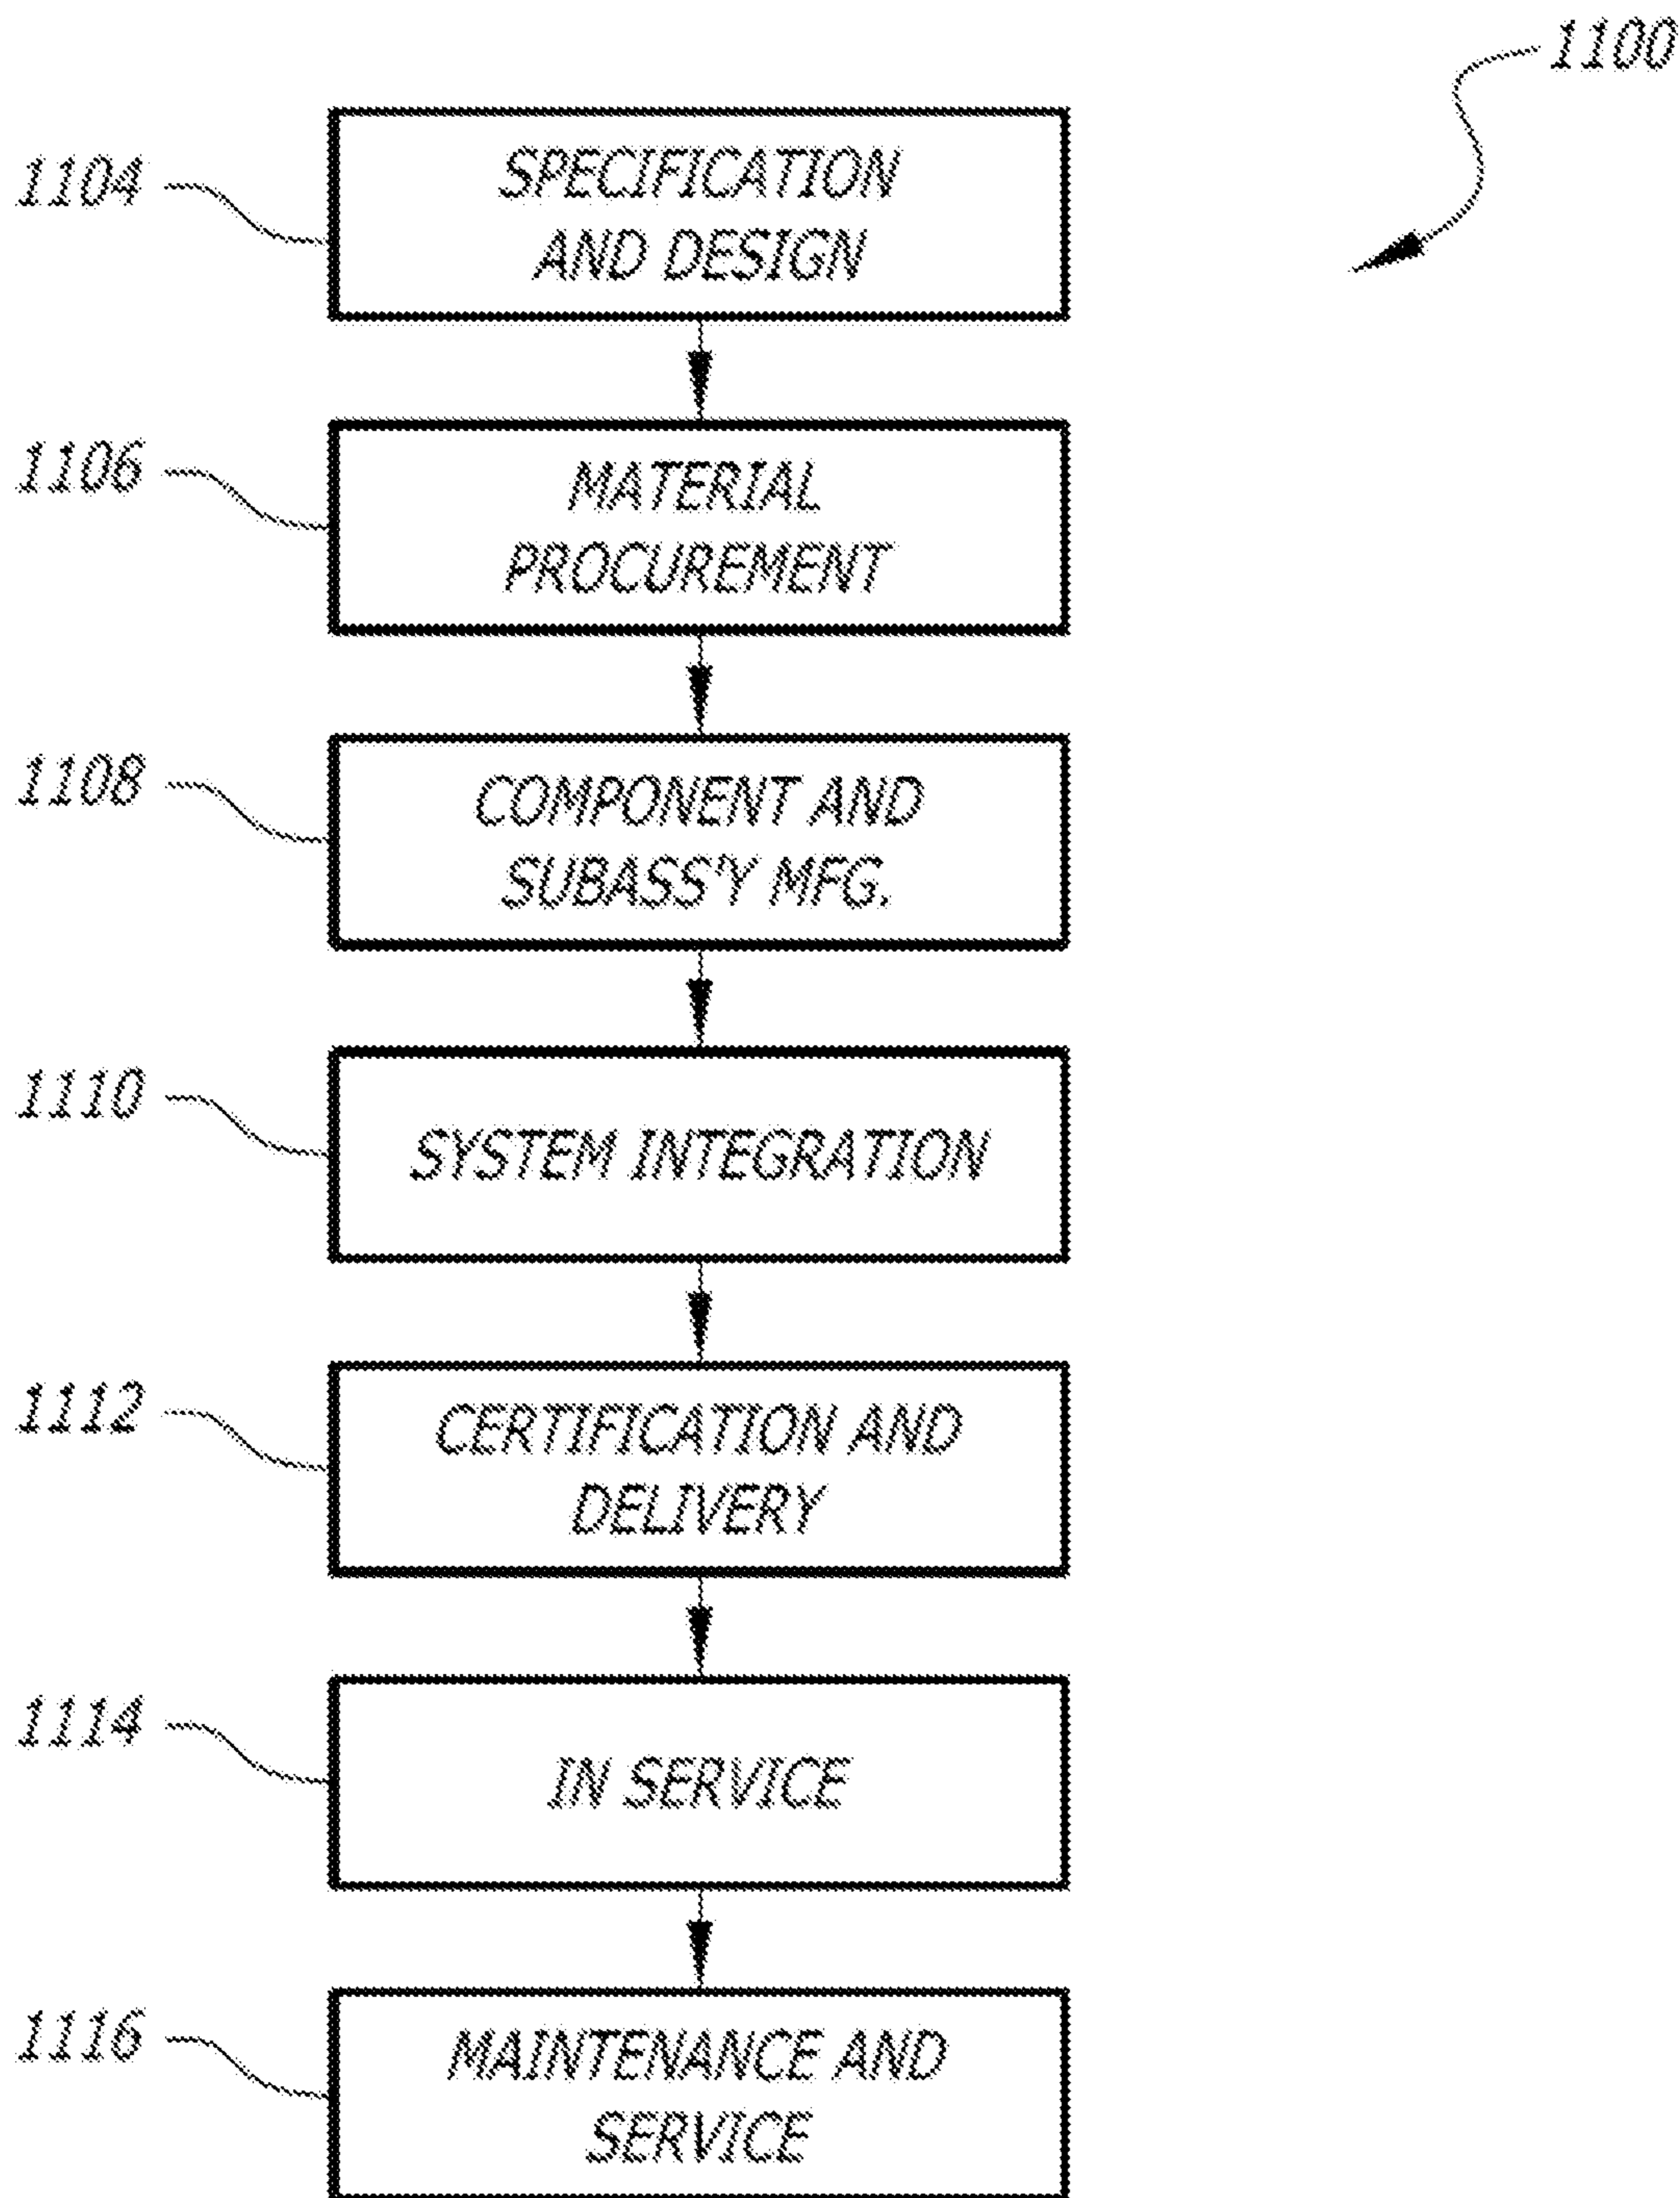 1100
1104
SPECIFICATION
AND DESIGN
1106
MATERIAL
PROCUREMENT
1108
COMPONENT AND
SUBASS'Y MFG.
1110
SYSTEM INTEGRATION
1112
CERTIFICATION AND
DELIVERY
1114
IN SERVICE
1116
MAINTENANCE AND
SERVICE